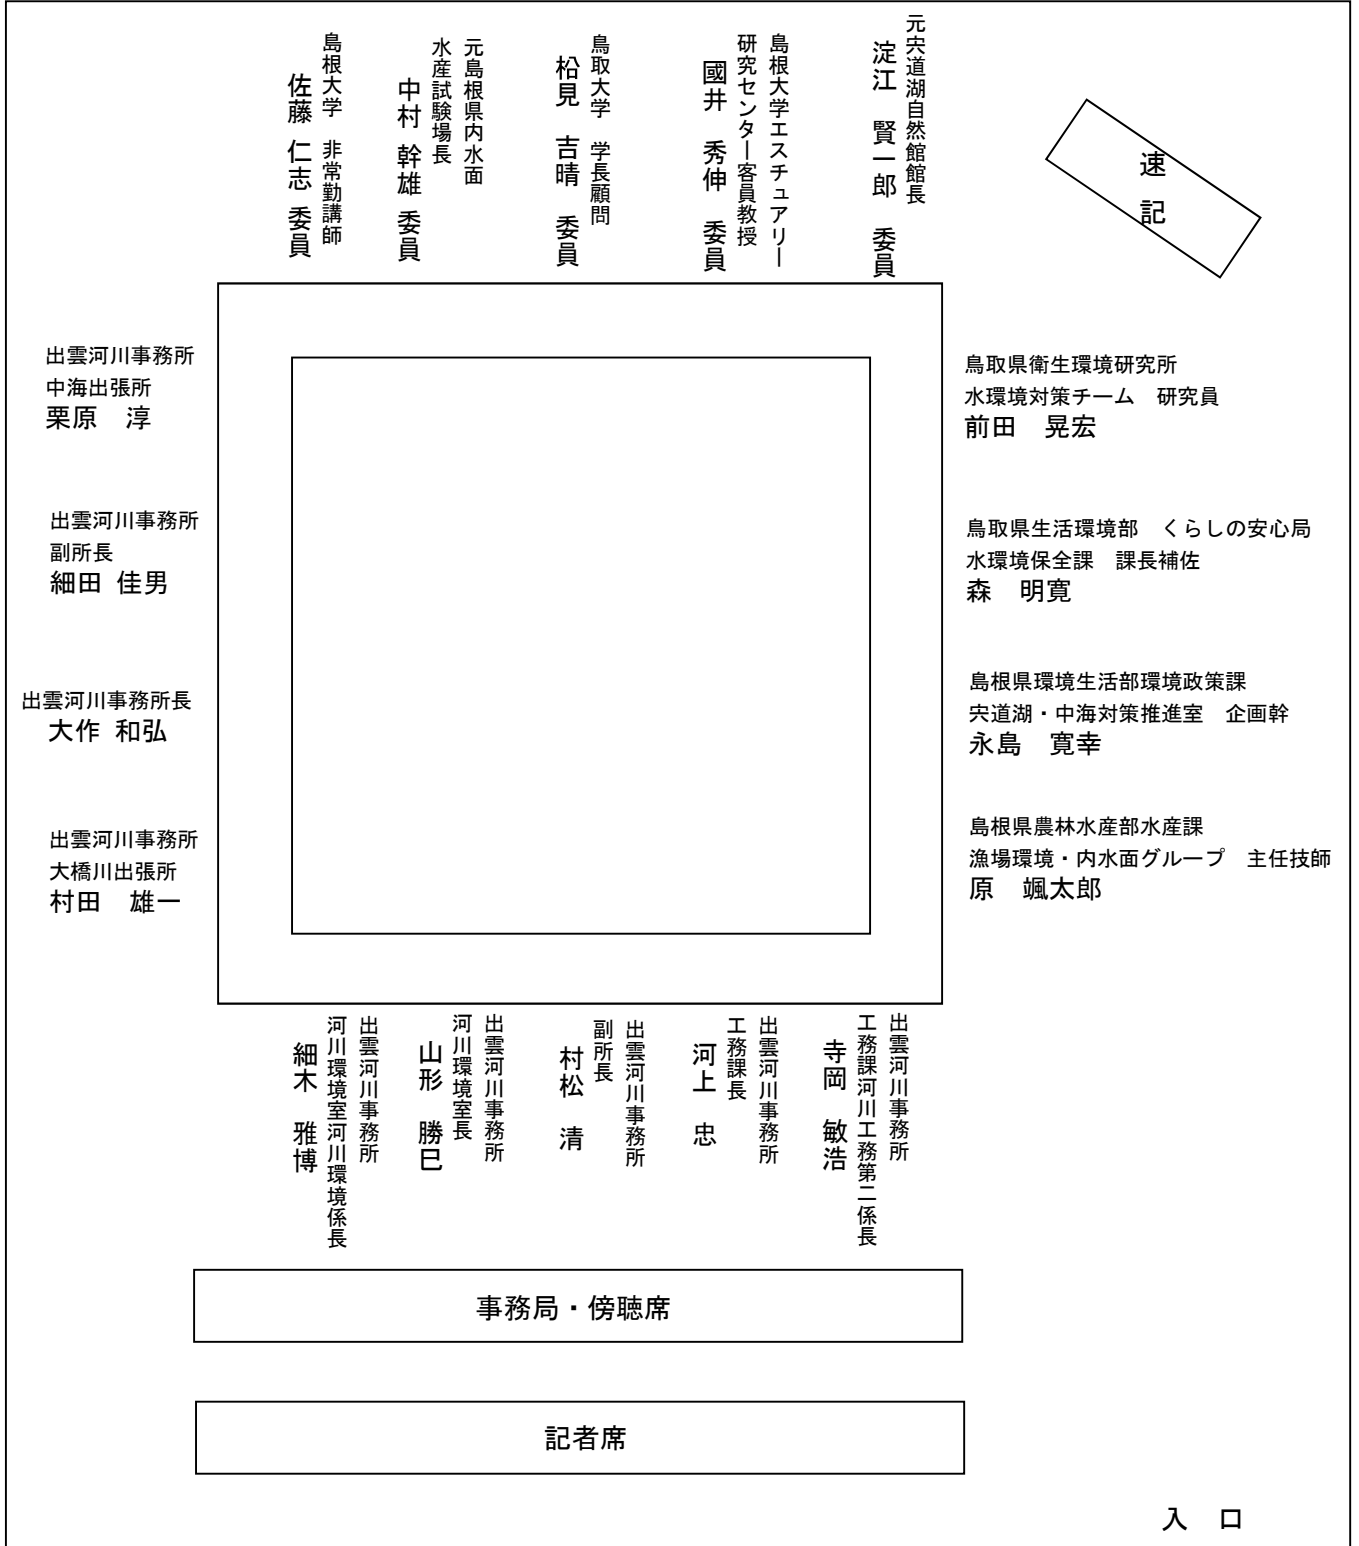 元宍道湖自然館館長
淀江 賢一郎 委員
島根大学エスチュアリー
研究センター客員教授
國井 秀伸 委員
鳥取大学 学長顧問
柗見 吉晴 委員
元島根県内水面
水産試験場長
中村 幹雄 委員
島根大学 非常勤講師
佐藤 仁志 委員
速記
出雲河川事務所
中海出張所
栗原 淳
出雲河川事務所
副所長
細田 佳男
出雲河川事務所長
大作 和弘
出雲河川事務所
大橋川出張所
村田 雄一
鳥取県衛生環境研究所
水環境対策チーム 研究員
前田 晃宏
鳥取県生活環境部 くらしの安心局
水環境保全課 課長補佐
森 明寛
島根県環境生活部環境政策課
宍道湖・中海対策推進室 企画幹
永島 寛幸
島根県農林水産部水産課
漁場環境・内水面グループ 主任技師
原 颯太郎
出雲河川事務所
工務課河川工務第二係長
寺岡 敏浩
出雲河川事務所
工務課長
河上 忠
出雲河川事務所
副所長
村松 清
出雲河川事務所
河川環境室長
山形 勝巳
出雲河川事務所
河川環境室河川環境係長
細木 雅博
事務局・傍聴席
記者席
入 口